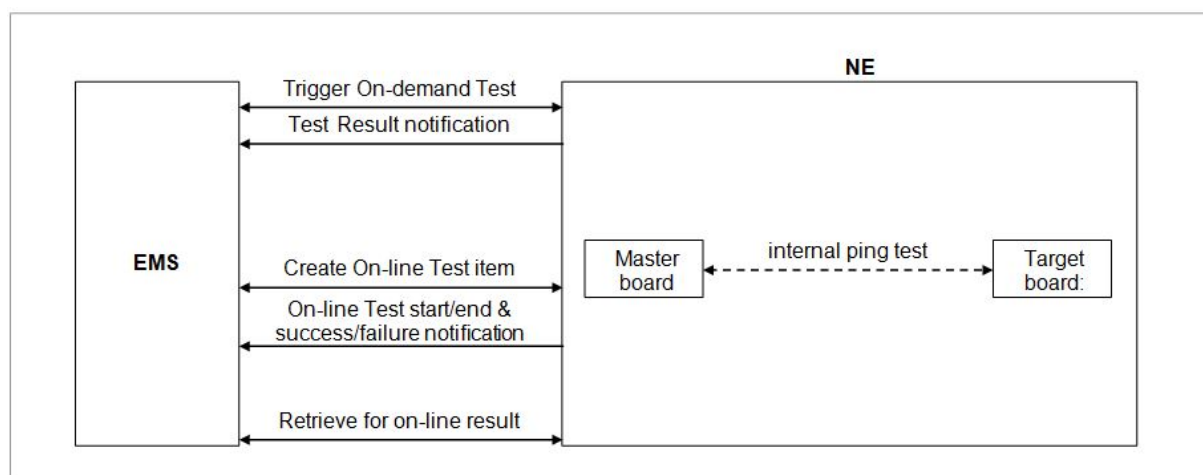 NE
Trigger On-demand Test
Test Result notification
EMS
Create On-line Test item
On-line Test start/end &
success/failure notification
Retrieve for on-line result
Master
board
internal ping test
Target
board: